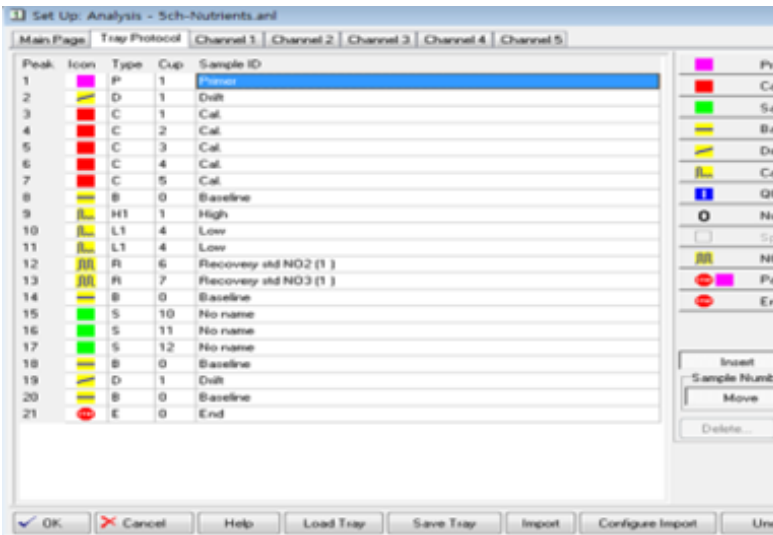 Set Up: Analysis - 5ch-Nutrients.anl
Main Page Tray Protocol Channel 1 Channel 2 Channel 3 Channel 4 Channel 5
Peak Icon Type Cup Sample ID
1 P 1 Primer
2 D 1 Drift
3 C 1 Cal.
4 C 2 Cal.
5 C 3 Cal.
6 C 4 Cal.
7 C 5 Cal.
8 B 0 Baseline
9 H1 1 High
10 L1 4 Low
11 L1 4 Low
12 R 6 Recovery std NO2 (1 )
13 R 7 Recovery std NO3 (1 )
14 B 0 Baseline
15 S 10 No name
16 S 11 No name
17 S 12 No name
18 B 0 Baseline
19 D 1 Drift
20 B 0 Baseline
21 E 0 End
Insert
Sample Numb
Move
Delete...
OK Cancel Help Load Tray Save Tray Import Configure Import